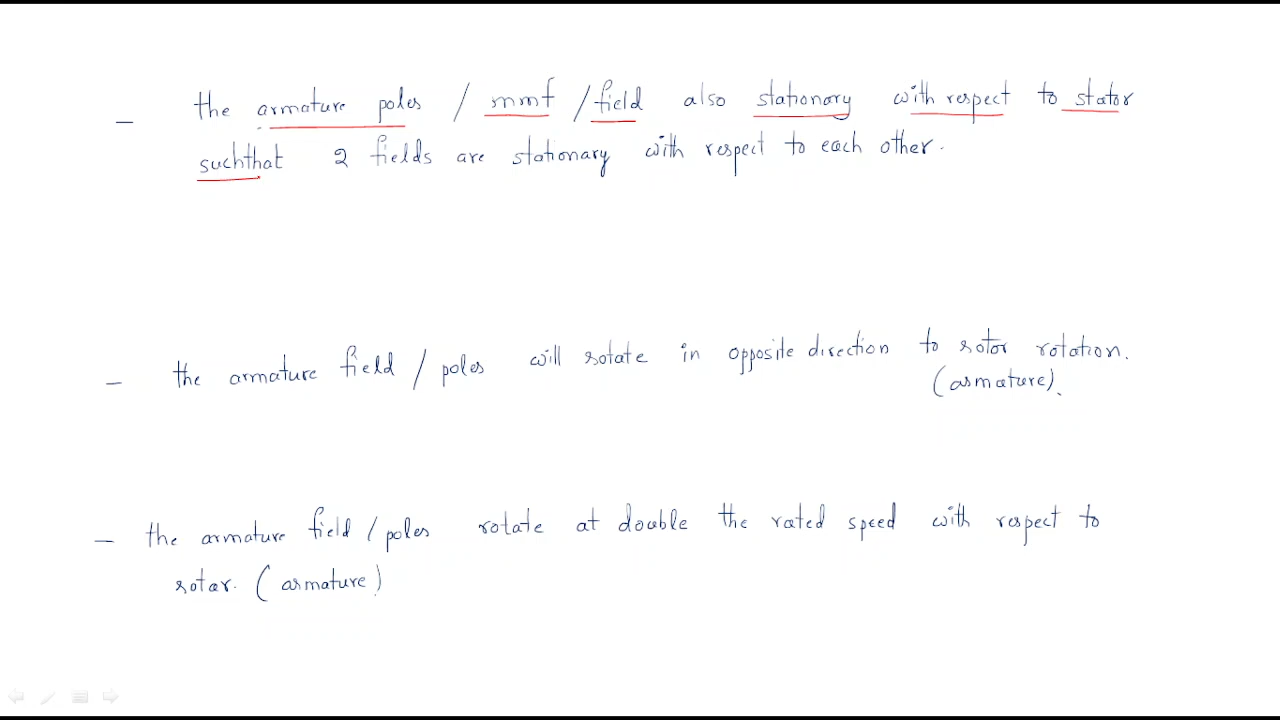 – the armature poles / mmf / field also stationary with respect to stator
suchthat 2 fields are stationary with respect to each other.
– the armature field / poles will rotate in opposite direction to rotor rotation.
(armature).
– the armature field / poles rotate at double the rated speed with respect to
rotor. (armature)